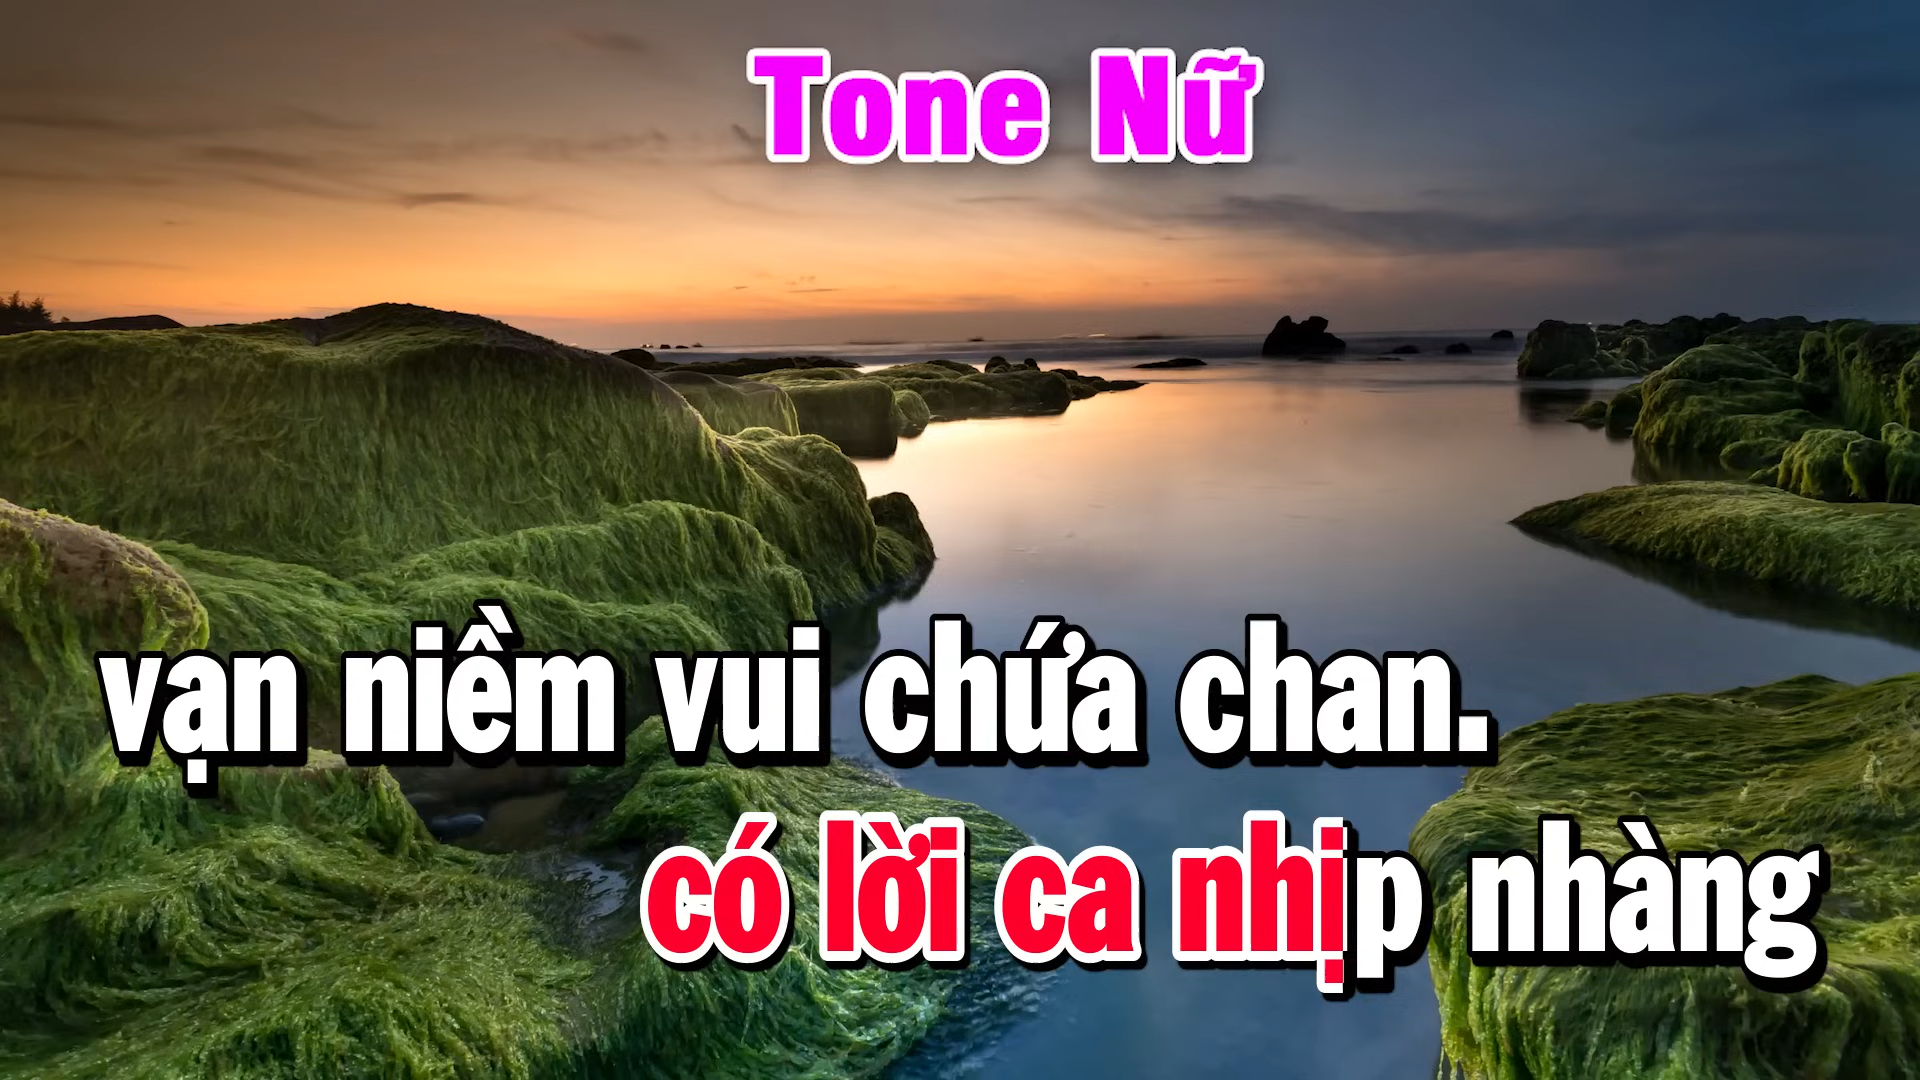 Tone Nữ
vạn niềm vui chứa chan.
có lời ca nhịp nhàng